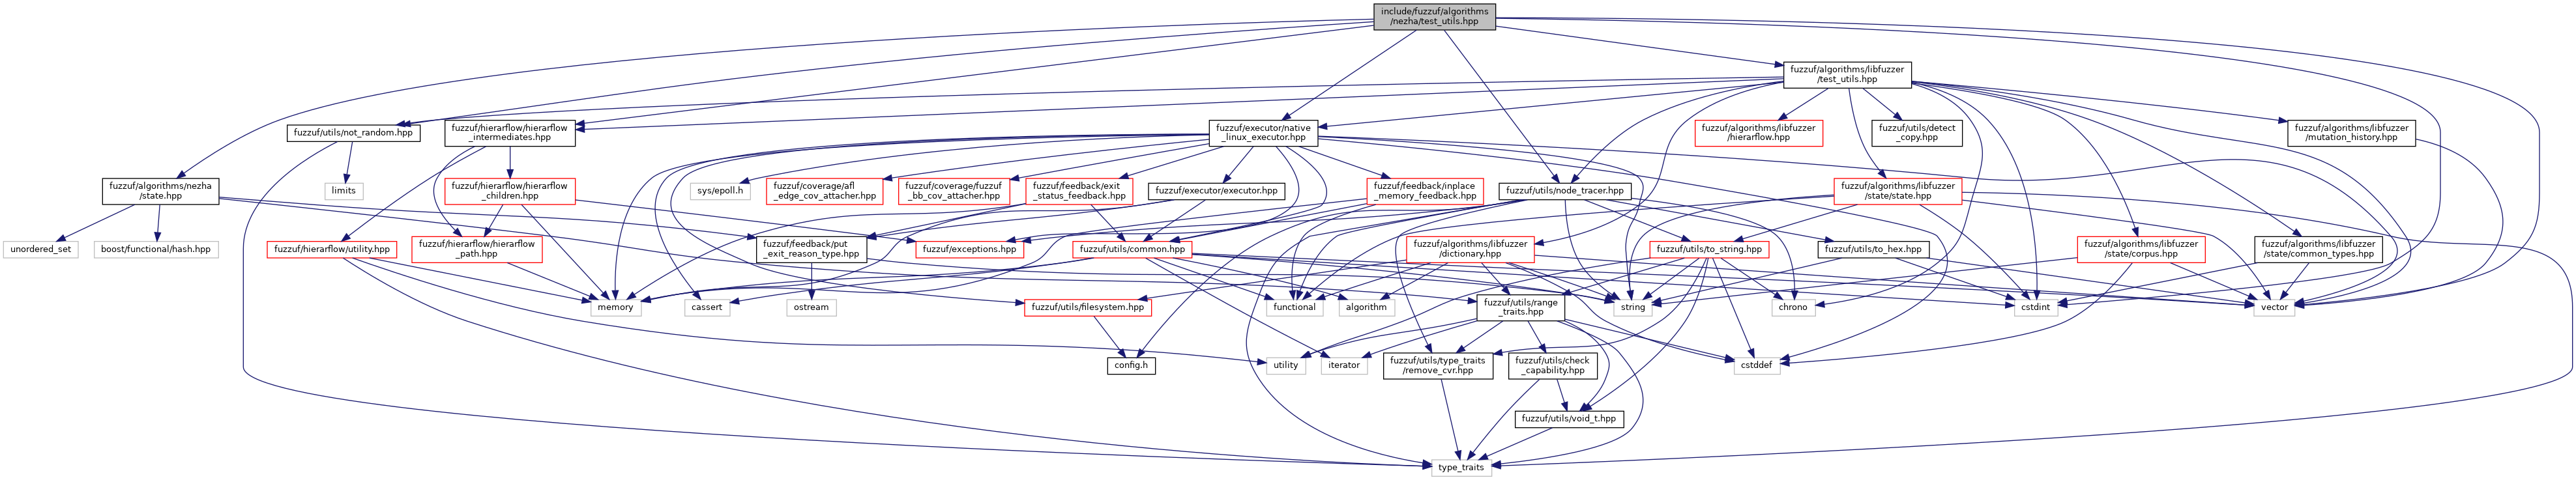 include/fuzzuf/algorithms
/nezha/test_utils.hpp
fuzzuf/algorithms/libfuzzer
/test_utils.hpp
fuzzuf/utils/not_random.hpp
fuzzuf/hierarflow/hierarflow
_intermediates.hpp
fuzzuf/executor/native
_linux_executor.hpp
fuzzuf/algorithms/libfuzzer
/hierarflow.hpp
fuzzuf/utils/detect
_copy.hpp
fuzzuf/algorithms/libfuzzer
/mutation_history.hpp
fuzzuf/algorithms/nezha
/state.hpp
limits
fuzzuf/hierarflow/hierarflow
_children.hpp
sys/epoll.h
fuzzuf/coverage/afl
_edge_cov_attacher.hpp
fuzzuf/coverage/fuzzuf
_bb_cov_attacher.hpp
fuzzuf/feedback/exit
_status_feedback.hpp
fuzzuf/executor/executor.hpp
fuzzuf/feedback/inplace
_memory_feedback.hpp
fuzzuf/utils/node_tracer.hpp
fuzzuf/algorithms/libfuzzer
/state/state.hpp
unordered_set
boost/functional/hash.hpp
fuzzuf/hierarflow/utility.hpp
fuzzuf/hierarflow/hierarflow
_path.hpp
fuzzuf/feedback/put
_exit_reason_type.hpp
fuzzuf/exceptions.hpp
fuzzuf/utils/common.hpp
fuzzuf/algorithms/libfuzzer
/dictionary.hpp
fuzzuf/utils/to_string.hpp
fuzzuf/utils/to_hex.hpp
fuzzuf/algorithms/libfuzzer
/state/corpus.hpp
fuzzuf/algorithms/libfuzzer
/state/common_types.hpp
memory
cassert
ostream
fuzzuf/utils/filesystem.hpp
functional
algorithm
fuzzuf/utils/range
_traits.hpp
string
chrono
cstdint
vector
config.h
utility
iterator
fuzzuf/utils/type_traits
/remove_cvr.hpp
fuzzuf/utils/check
_capability.hpp
cstddef
fuzzuf/utils/void_t.hpp
type_traits